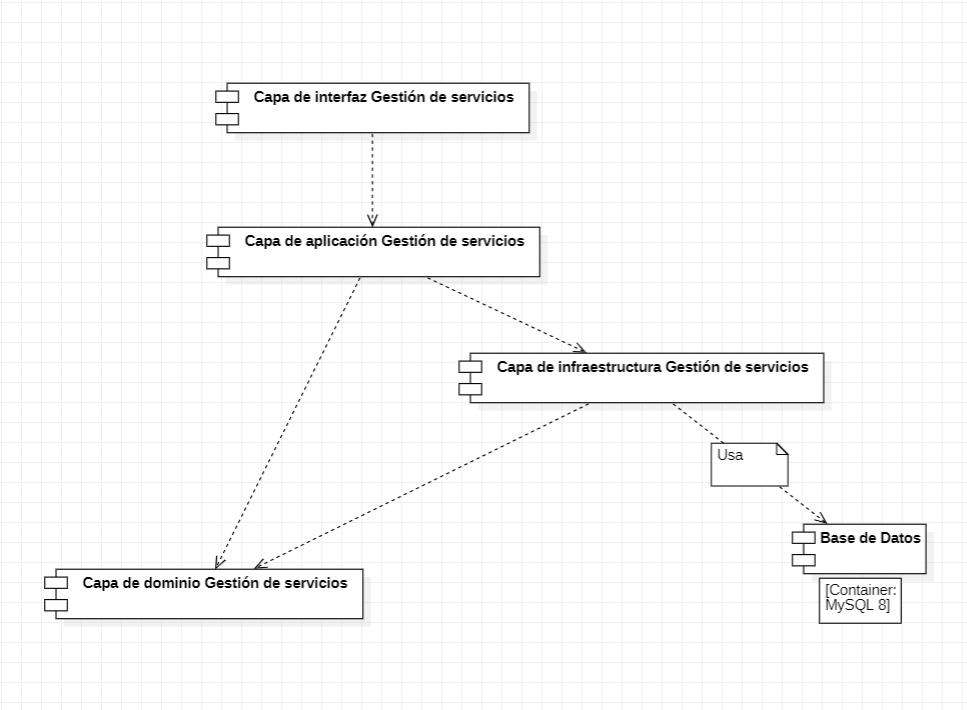 Capa de interfaz Gestión de servicios
Capa de aplicación Gestión de servicios
Capa de infraestructura Gestión de servicios
Usa
Base de Datos
[Container:
MySQL 8]
Capa de dominio Gestión de servicios